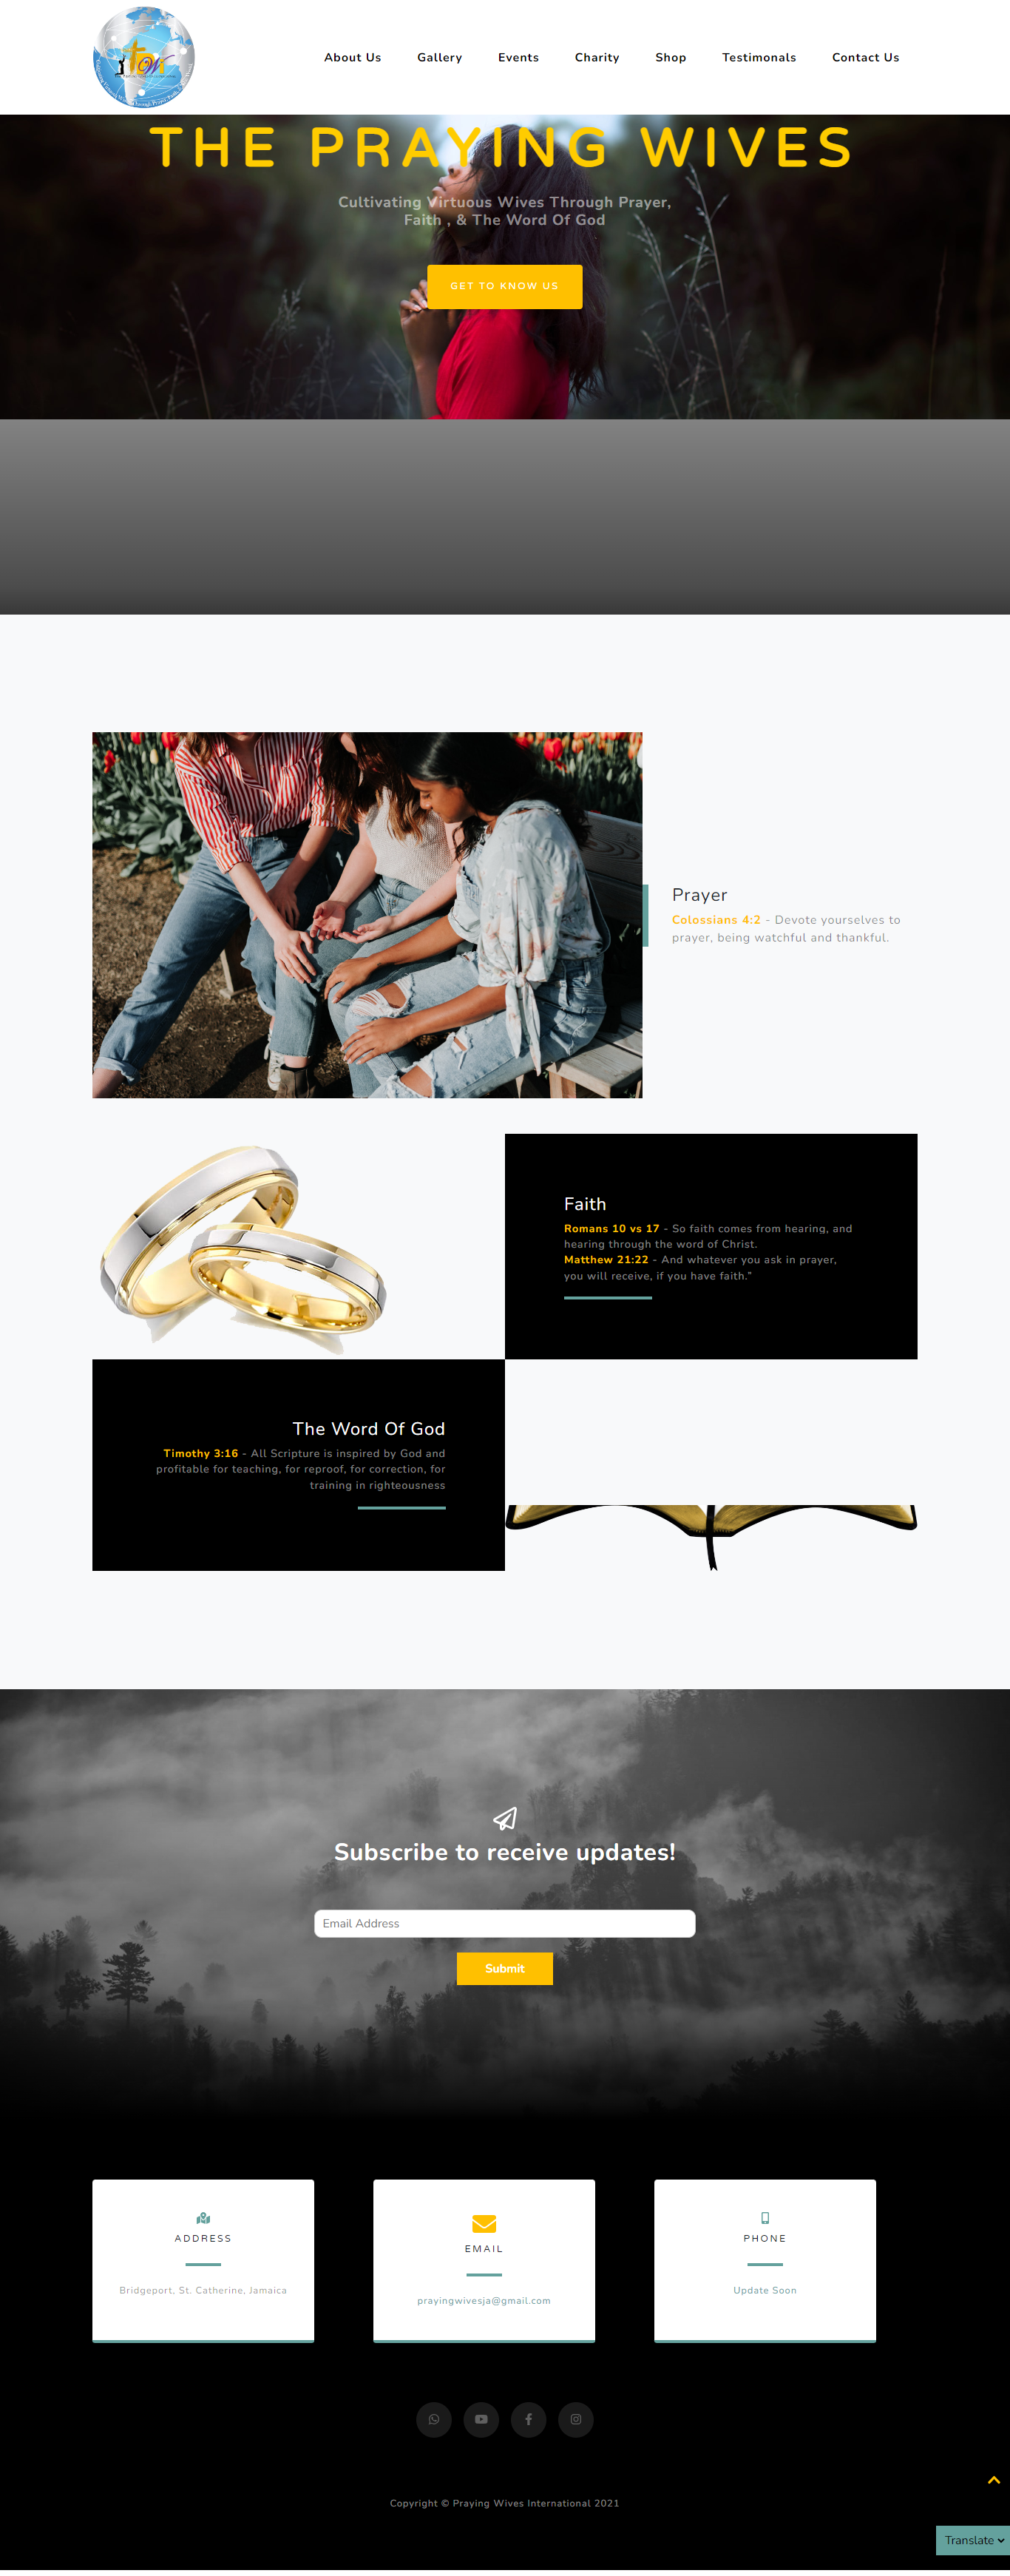 About Us Gallery Events Charity Shop Testimonals Contact Us
THE PRAYING WIVES
Cultivating Virtuous Wives Through Prayer,
Faith , & The Word Of God
GET TO KNOW US
Prayer
Colossians 4:2 - Devote yourselves to
prayer, being watchful and thankful.
Faith
Romans 10 vs 17 - So faith comes from hearing, and
hearing through the word of Christ.
Matthew 21:22 - And whatever you ask in prayer,
you will receive, if you have faith."
The Word Of God
Timothy 3:16 - All Scripture is inspired by God and
profitable for teaching, for reproof, for correction, for
training in righteousness
Subscribe to receive updates!
Email Address
Submit
ADDRESS
Bridgeport, St. Catherine, Jamaica
EMAIL
prayingwivesja@gmail.com
PHONE
Update Soon
Copyright © Praying Wives International 2021
Translate